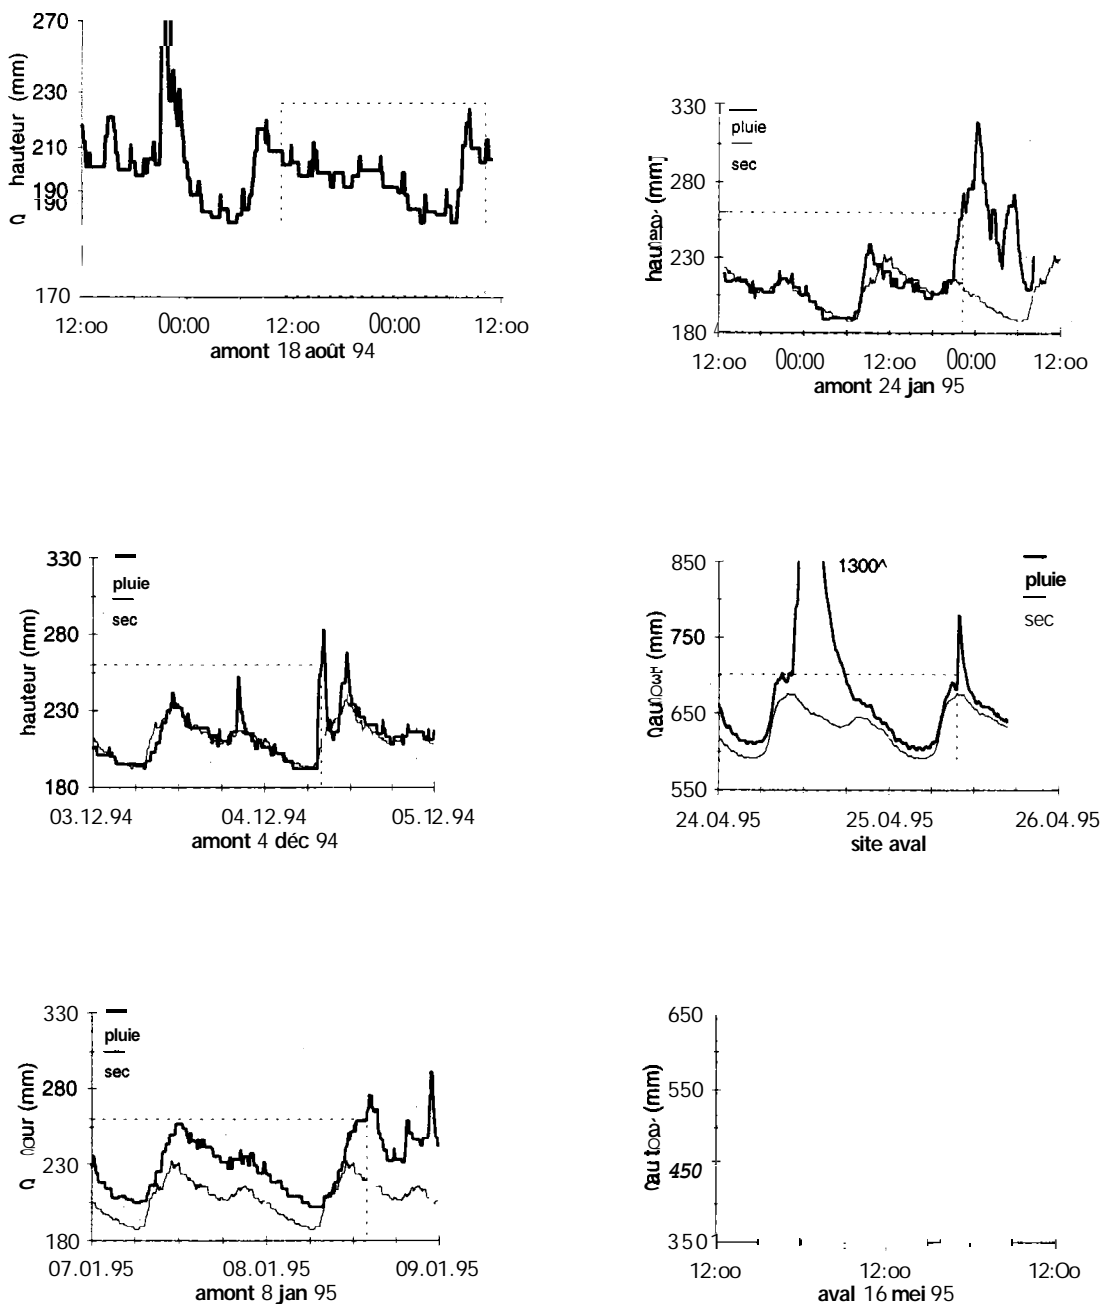 270
230
210
190
190
170
hauteur (mm)
12:00 00:00 12:00 00:00 12:00
amont 18 août 94
330
280
230
180
(mm)
pluie
sec
12:00 00:00 12:00 00:00 12:00
amont 24 jan 95
330
280
230
180
hauteur (mm)
pluie
sec
03.12.94 04.12.94 05.12.94
amont 4 déc 94
850
750
650
550
(mm)
1300^
pluie
sec
24.04.95 25.04.95 26.04.95
site aval
330
280
230
180
(mm)
pluie
sec
07.01.95 08.01.95 09.01.95
amont 8 jan 95
650
550
450
350
(mm)
12:00 12:00 12:00
aval 16 mei 95